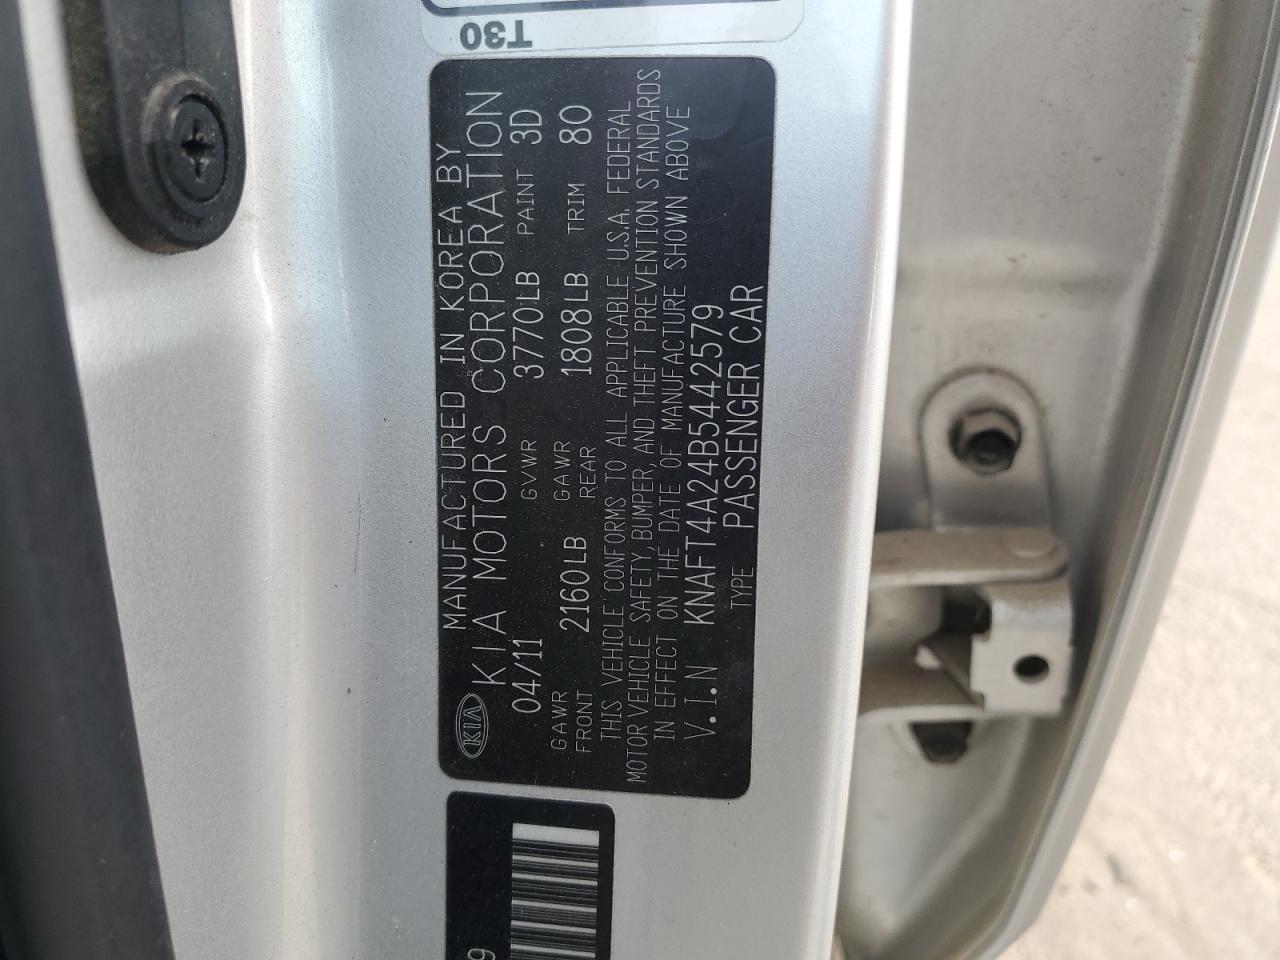 T30
MANUFACTURED IN KOREA BY
KIA KIA MOTORS CORPORATION
04/11 GVWR 3770LB PAINT 3D
GAWR FRONT 2160LB GAWR REAR 1808LB TRIM 80
THIS VEHICLE CONFORMS TO ALL APPLICABLE U.S.A. FEDERAL
MOTOR VEHICLE SAFETY, BUMPER, AND THEFT PREVENTION STANDARDS
IN EFFECT ON THE DATE OF MANUFACTURE SHOWN ABOVE
V.I.N KNAFT4A24B5442579
TYPE PASSENGER CAR
9